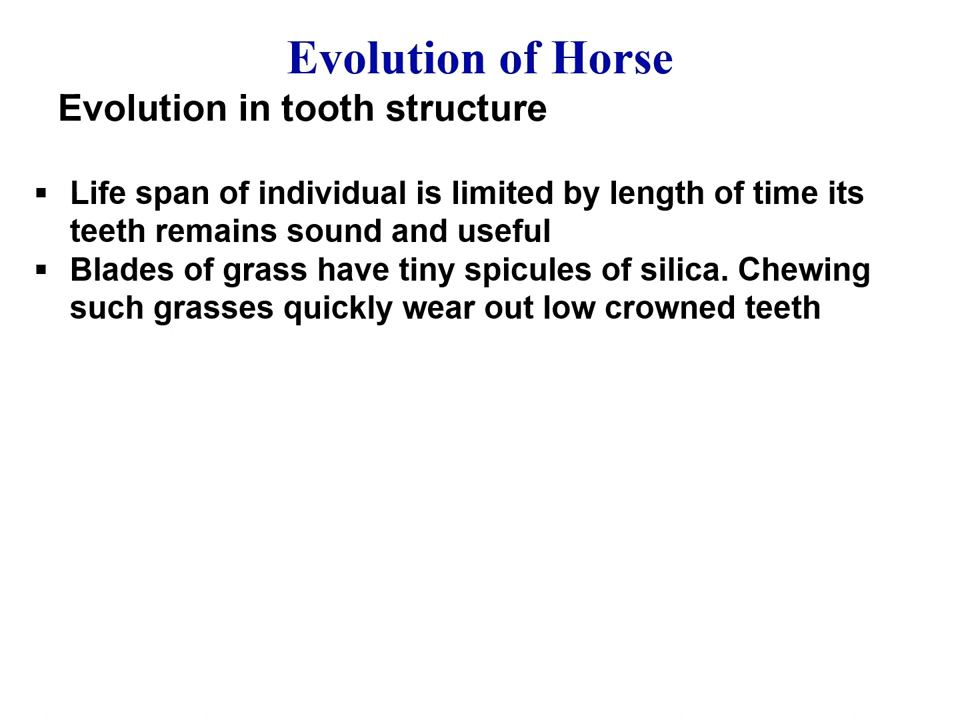 Evolution of Horse
Evolution in tooth structure
▪ Life span of individual is limited by length of time its
teeth remains sound and useful
▪ Blades of grass have tiny spicules of silica. Chewing
such grasses quickly wear out low crowned teeth